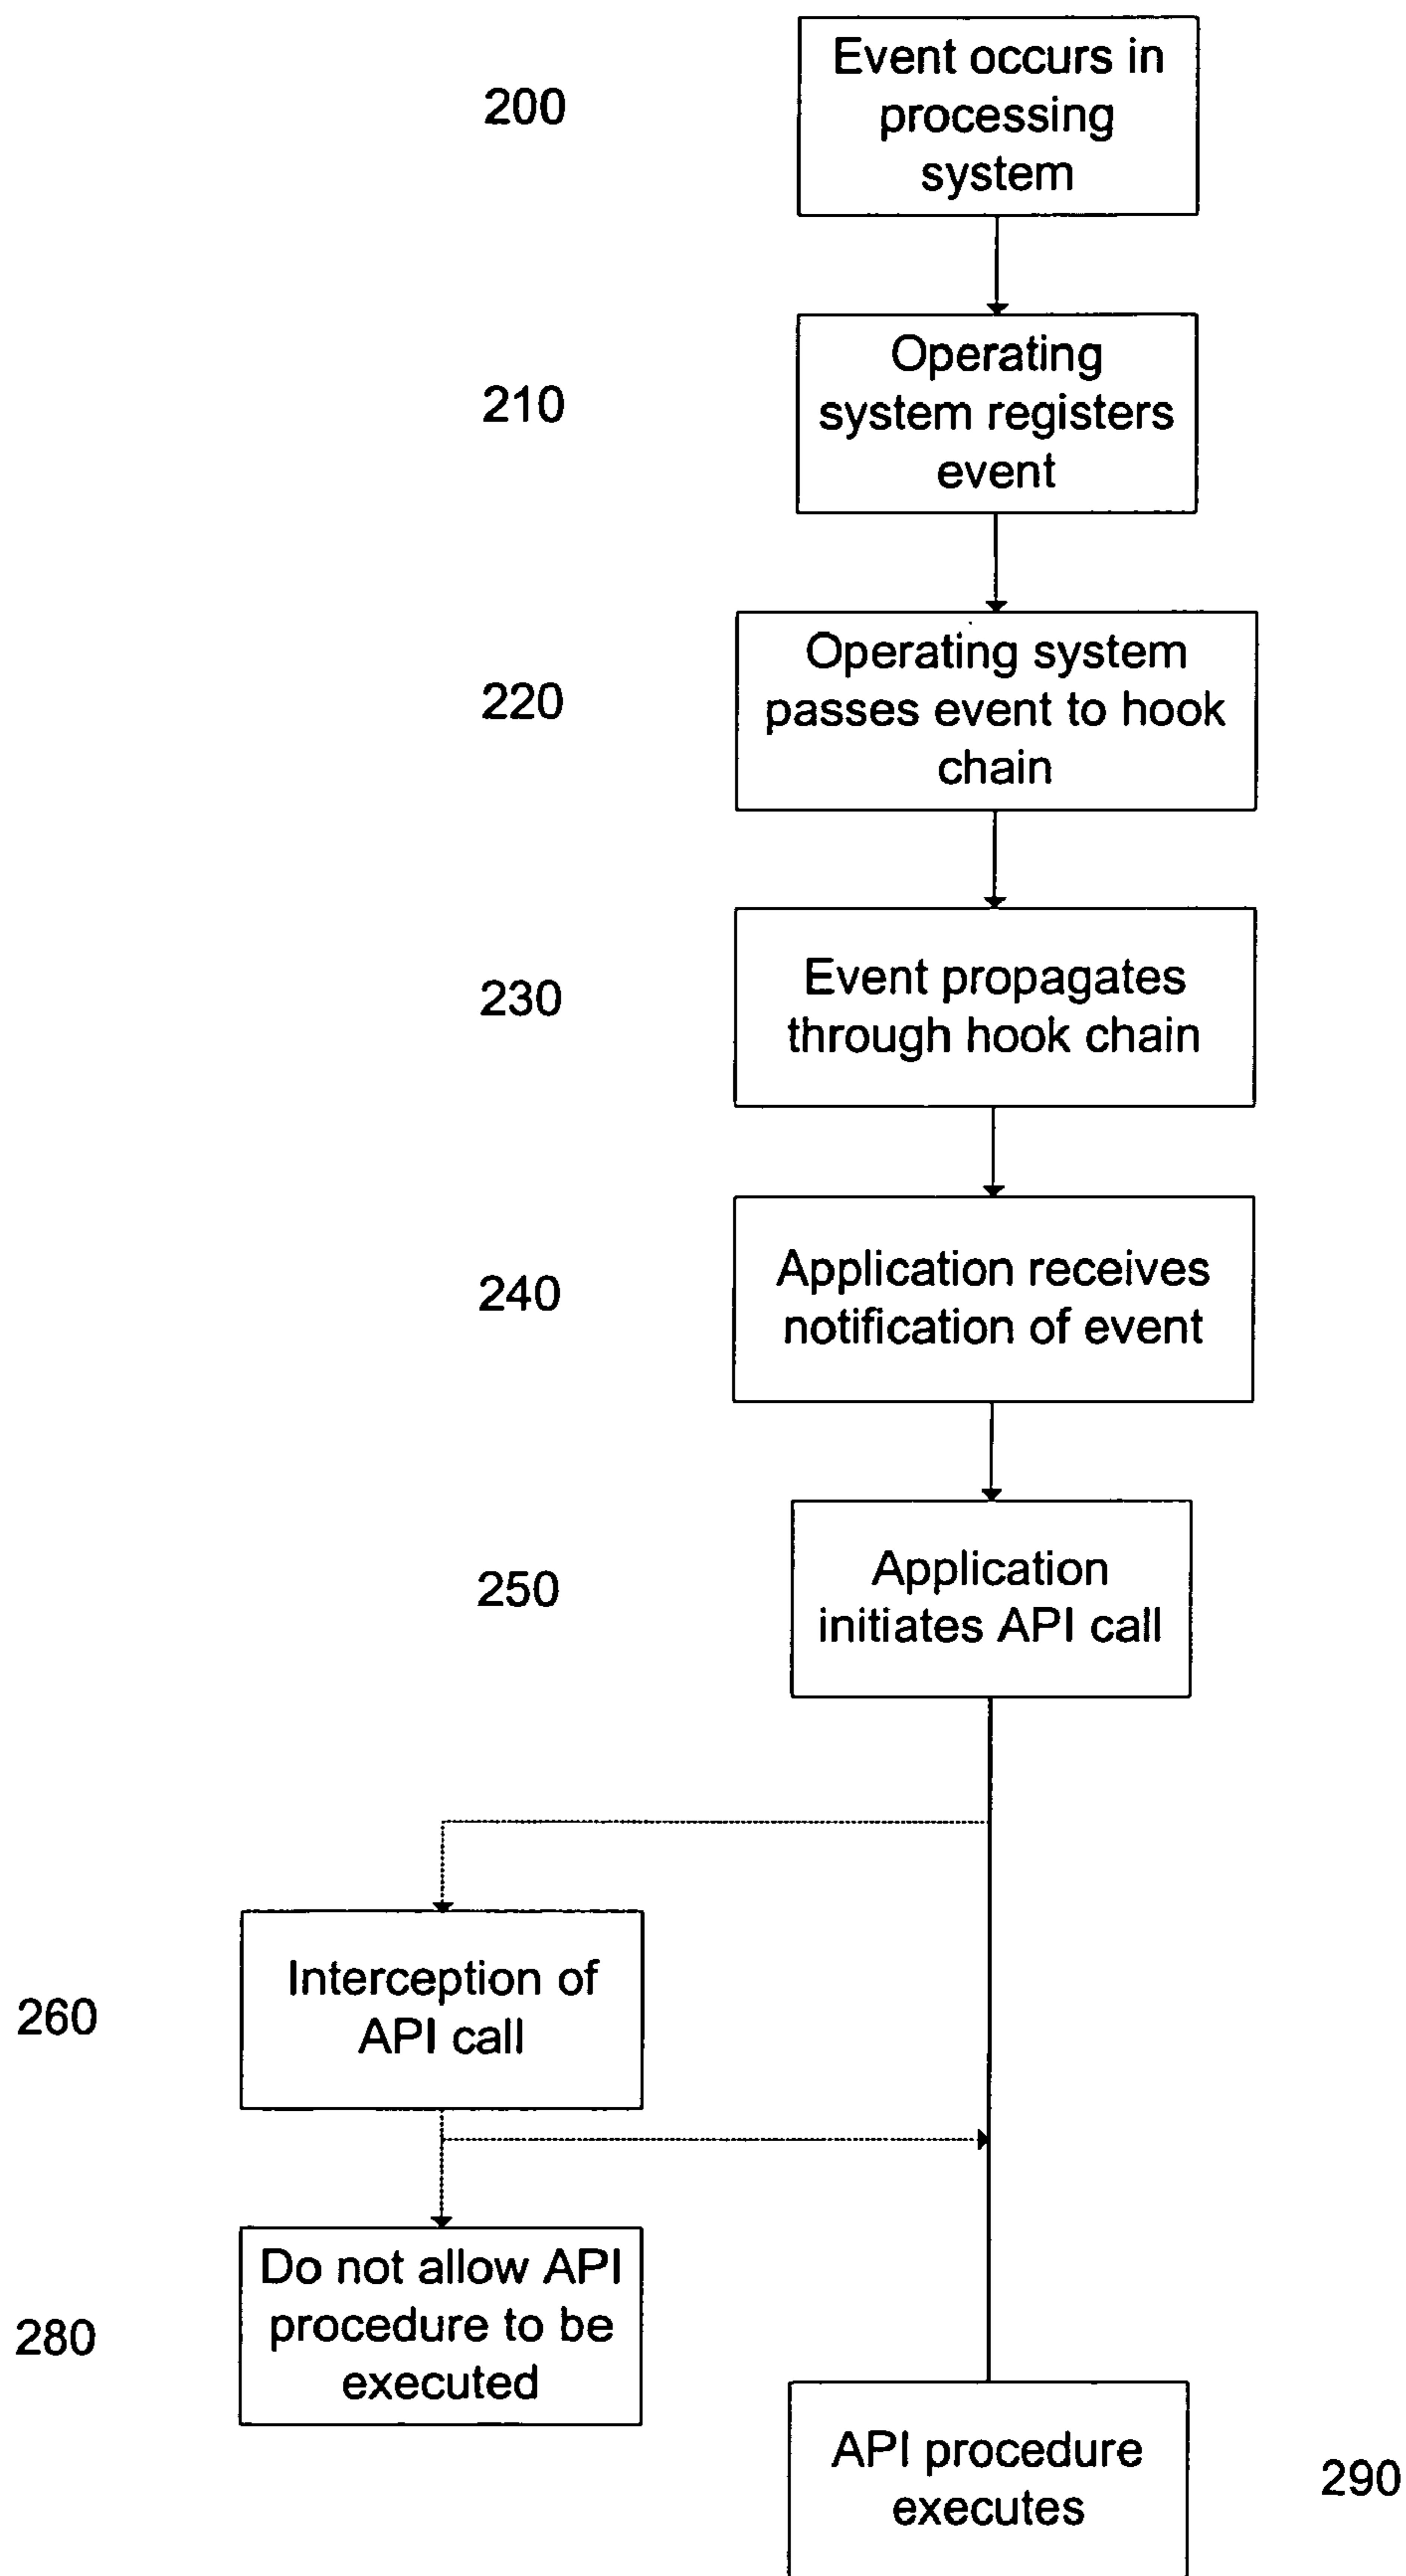 200
Event occurs in
processing
system
210
Operating
system registers
event
220
Operating system
passes event to hook
chain
230
Event propagates
through hook chain
240
Application receives
notification of event
250
Application
initiates API call
260
Interception of
API call
280
Do not allow API
procedure to be
executed
API procedure
executes
290